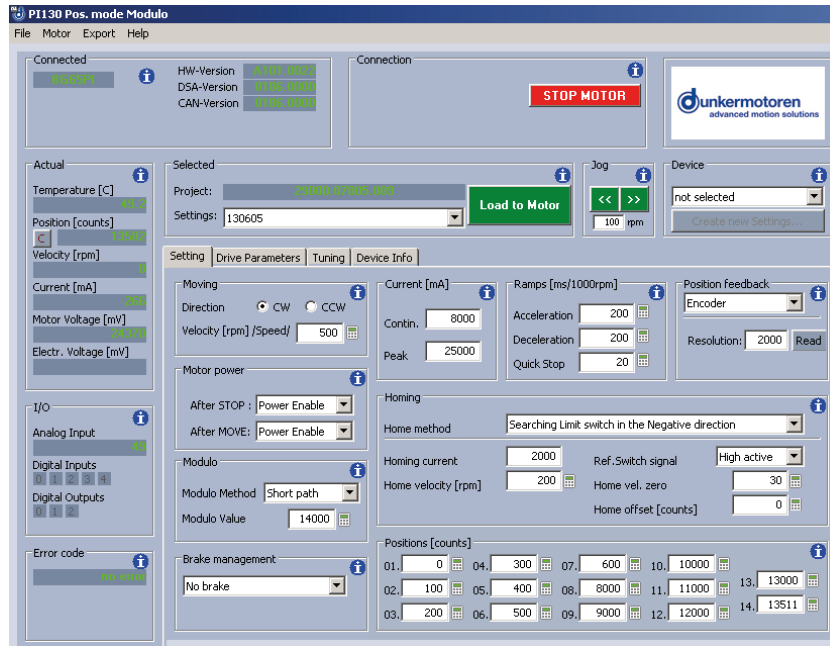 PI130 Pos. mode Modulo
File Motor Export Help
Connected
HW-Version
DSA-Version
CAN-Version
Connection
STOP MOTOR
Dunkermotoren
advanced motion solutions
Actual
Temperature [C]
Position [counts]
C
Velocity [rpm]
0
Current [mA]
Motor Voltage [mV]
Electr. Voltage [mV]
Selected
Project:
Settings: 130605
Load to Motor
Jog
<< >>
100 rpm
Device
not selected
Create new Settings...
Setting Drive Parameters Tuning Device Info
Moving
Direction CW CCW
Velocity [rpm] /Speed/ 500
Current [mA]
Contin. 8000
Peak 25000
Ramps [ms/1000rpm]
Acceleration 200
Deceleration 200
Quick Stop 20
Position feedback
Encoder
Resolution: 2000 Read
Motor power
After STOP : Power Enable
After MOVE: Power Enable
Homing
Home method Searching Limit switch in the Negative direction
Homing current 2000 Ref.Switch signal High active
Home velocity [rpm] 200 Home vel. zero 30
Home offset [counts] 0
I/O
Analog Input
Digital Inputs
0 1 2 3 4
Digital Outputs
0 1 2
Modulo
Modulo Method Short path
Modulo Value 14000
Error code
no error
Brake management
No brake
Positions [counts]
01. 0 04. 300 07. 600 10. 10000 13. 13000
02. 100 05. 400 08. 8000 11. 11000 14. 13511
03. 200 06. 500 09. 9000 12. 12000